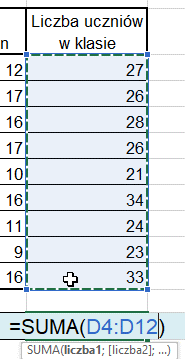 Liczba uczniów
n w klasie
12 27
17 26
16 28
17 26
10 21
16 34
11 24
9 23
16 33
=SUMA(D4:D12)
SUMA(liczba1; [liczba2]; ...)